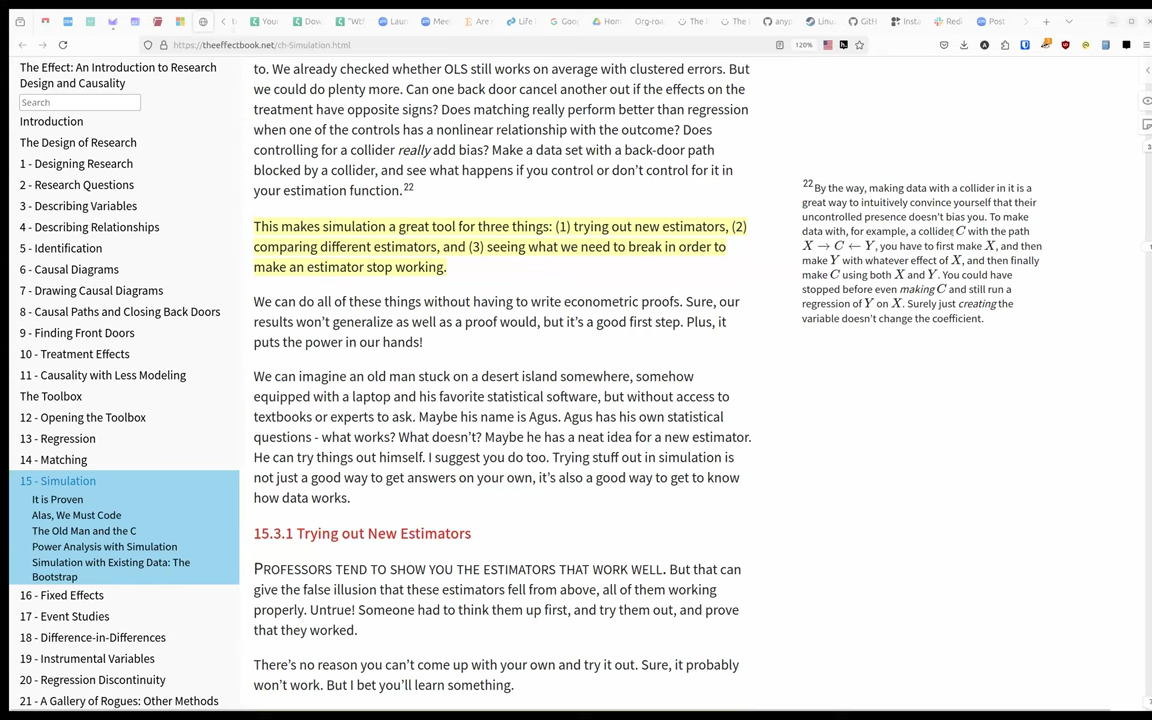 You
Dow
"Wt
Laun
Mee
Are
Life
Goo
Hom
Org-roa
The
The
anyp
Linu
GitH
Insta
Redi
Post
https://theeffectbook.net/ch-Simulation.html
120%
The Effect: An Introduction to Research
Design and Causality
Search
Introduction
The Design of Research
1 - Designing Research
2 - Research Questions
3 - Describing Variables
4 - Describing Relationships
5 - Identification
6 - Causal Diagrams
7 - Drawing Causal Diagrams
8 - Causal Paths and Closing Back Doors
9 - Finding Front Doors
10 - Treatment Effects
11 - Causality with Less Modeling
The Toolbox
12 - Opening the Toolbox
13 - Regression
14 - Matching
15 - Simulation
It is Proven
Alas, We Must Code
The Old Man and the C
Power Analysis with Simulation
Simulation with Existing Data: The
Bootstrap
16 - Fixed Effects
17 - Event Studies
18 - Difference-in-Differences
19 - Instrumental Variables
20 - Regression Discontinuity
21 - A Gallery of Rogues: Other Methods
to. We already checked whether OLS still works on average with clustered errors. But
we could do plenty more. Can one back door cancel another out if the effects on the
treatment have opposite signs? Does matching really perform better than regression
when one of the controls has a nonlinear relationship with the outcome? Does
controlling for a collider really add bias? Make a data set with a back-door path
blocked by a collider, and see what happens if you control or don't control for it in
your estimation function.22
This makes simulation a great tool for three things: (1) trying out new estimators, (2)
comparing different estimators, and (3) seeing what we need to break in order to
make an estimator stop working.
We can do all of these things without having to write econometric proofs. Sure, our
results won't generalize as well as a proof would, but it's a good first step. Plus, it
puts the power in our hands!
We can imagine an old man stuck on a desert island somewhere, somehow
equipped with a laptop and his favorite statistical software, but without access to
textbooks or experts to ask. Maybe his name is Agus. Agus has his own statistical
questions - what works? What doesn't? Maybe he has a neat idea for a new estimator.
He can try things out himself. I suggest you do too. Trying stuff out in simulation is
not just a good way to get answers on your own, it's also a good way to get to know
how data works.
15.3.1 Trying out New Estimators
PROFESSORS TEND TO SHOW YOU THE ESTIMATORS THAT WORK WELL. But that can
give the false illusion that these estimators fell from above, all of them working
properly. Untrue! Someone had to think them up first, and try them out, and prove
that they worked.
There's no reason you can't come up with your own and try it out. Sure, it probably
won't work. But I bet you'll learn something.
22By the way, making data with a collider in it is a
great way to intuitively convince yourself that their
uncontrolled presence doesn't bias you. To make
data with, for example, a collider C with the path
X → C ← Y, you have to first make X, and then
make Y with whatever effect of X, and then finally
make C using both X and Y. You could have
stopped before even making C and still run a
regression of Y on X. Surely just creating the
variable doesn't change the coefficient.